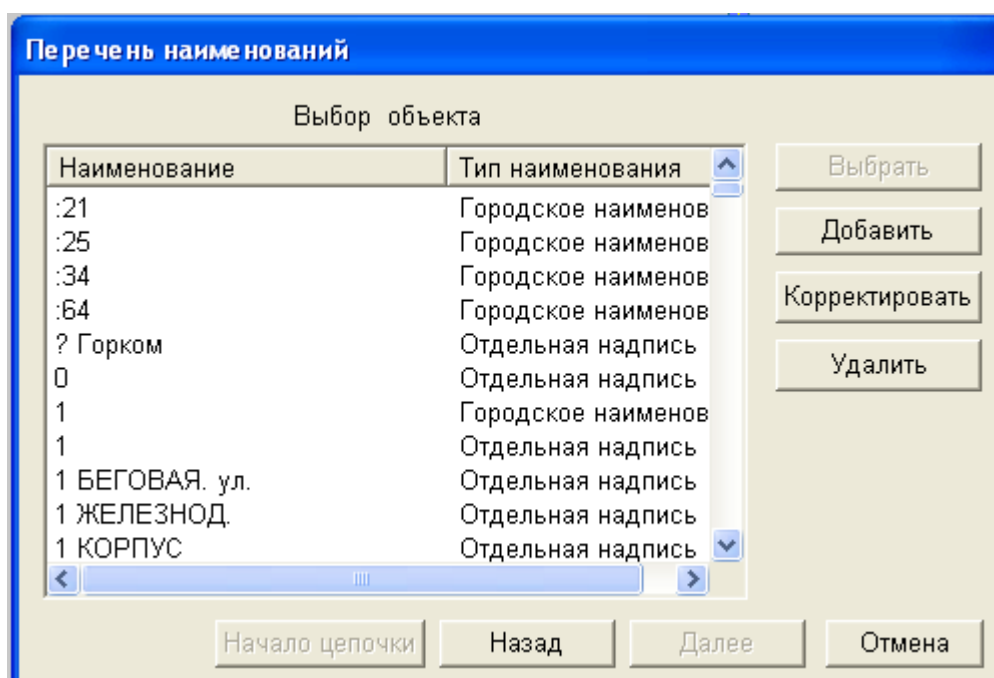 Перечень наименований
Выбор объекта
Наименование Тип наименования
:21 Городское наименов
:25 Городское наименов
:34 Городское наименов
:64 Городское наименов
? Горком Отдельная надпись
0 Отдельная надпись
1 Городское наименов
1 Отдельная надпись
1 БЕГОВАЯ. ул. Отдельная надпись
1 ЖЕЛЕЗНОД. Отдельная надпись
1 КОРПУС Отдельная надпись
Выбрать
Добавить
Корректировать
Удалить
Начало цепочки Назад Далее Отмена